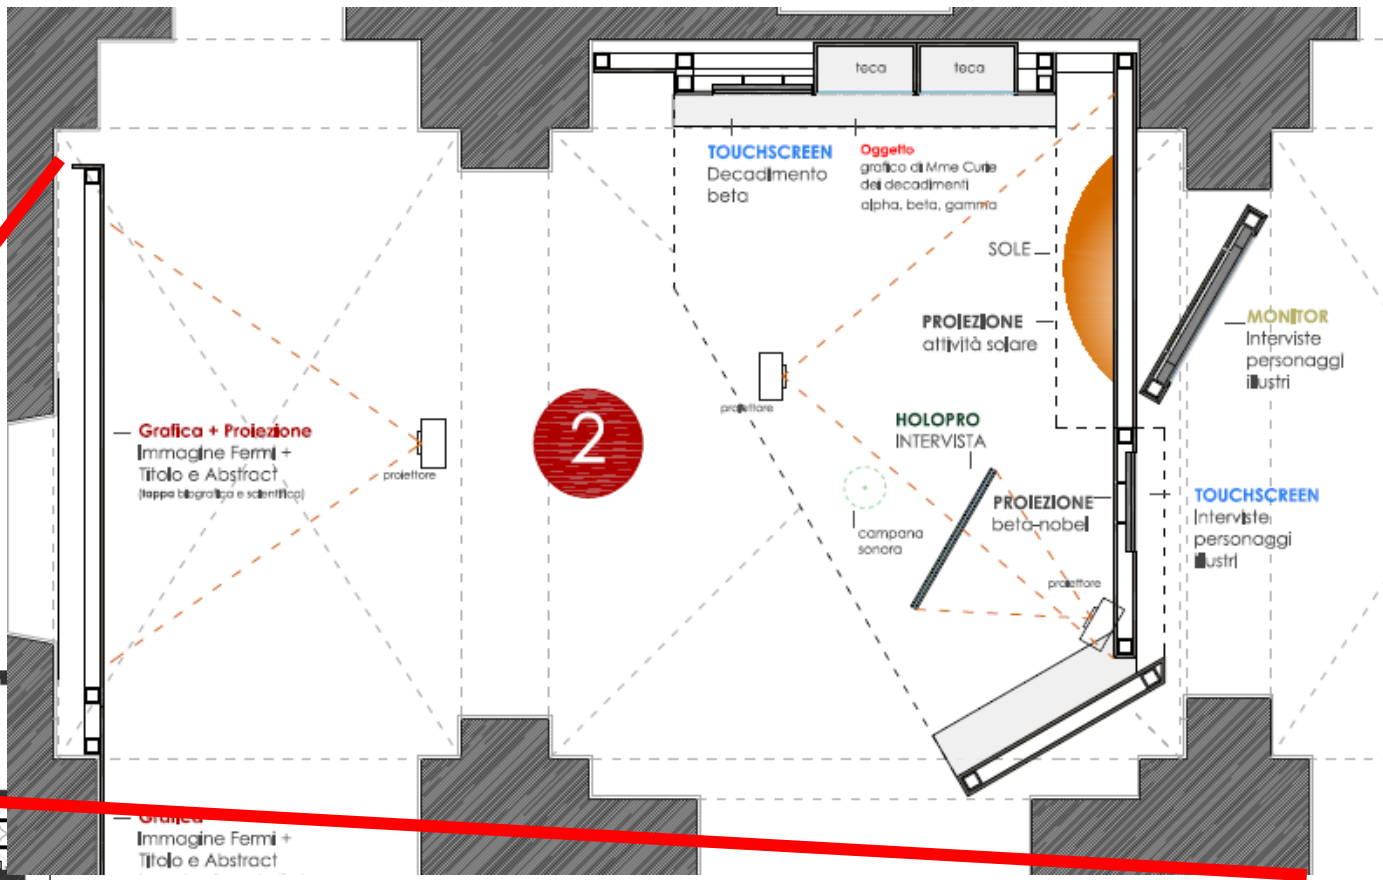 teca
teca
TOUCHSCREEN
Decadimento
beta
Oggetto
grafico di Mme Curie
dei decadimenti
alpha, beta, gamma
SOLE
PROIEZIONE
attività solare
MONITOR
Interviste
personaggi
illustri
proiettore
2
Grafica + Proiezione
Immagine Fermi +
Titolo e Abstract
(tappa biografica e scientifica)
proiettore
HOLOPRO
INTERVISTA
PROIEZIONE
beta-nobel
campana
sonora
TOUCHSCREEN
Interviste
personaggi
illustri
proiettore
Grafica
Immagine Fermi +
Titolo e Abstract